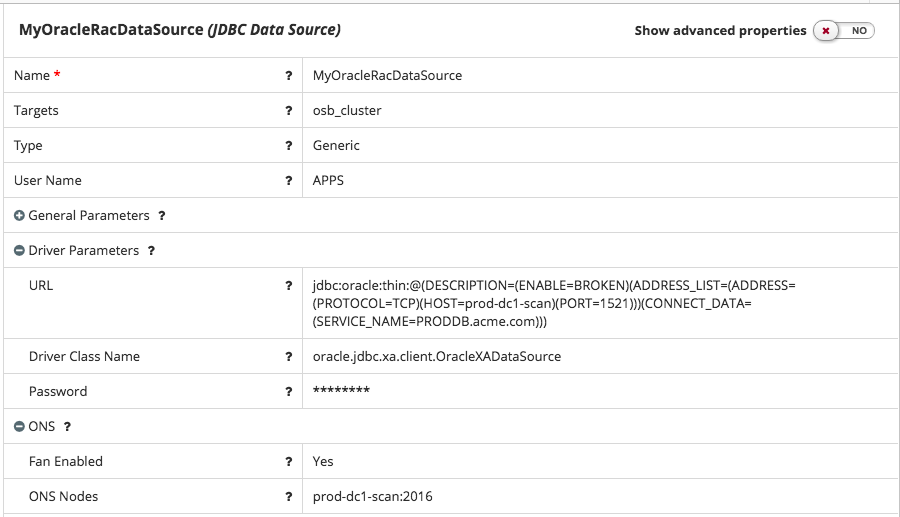 MyOracleRacDataSource (JDBC Data Source)
Show advanced properties NO
Name * ? MyOracleRacDataSource
Targets ? osb_cluster
Type ? Generic
User Name ? APPS
General Parameters ?
Driver Parameters ?
URL ? jdbc:oracle:thin:@(DESCRIPTION=(ENABLE=BROKEN)(ADDRESS_LIST=(ADDRESS=
(PROTOCOL=TCP)(HOST=prod-dc1-scan)(PORT=1521)))(CONNECT_DATA=
(SERVICE_NAME=PRODDB.acme.com)))
Driver Class Name ? oracle.jdbc.xa.client.OracleXADataSource
Password ? ********
ONS ?
Fan Enabled ? Yes
ONS Nodes ? prod-dc1-scan:2016